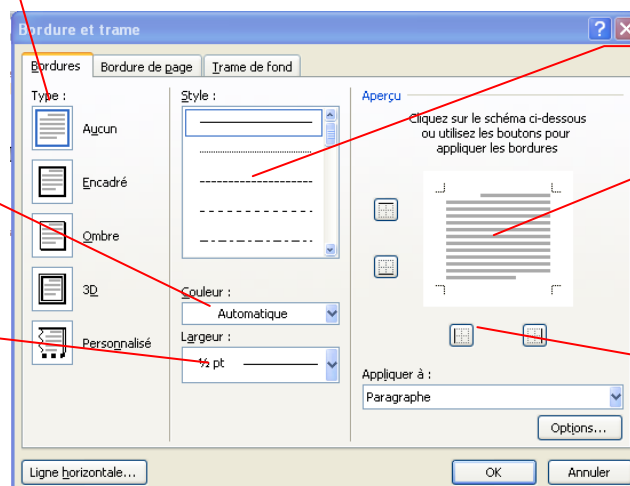 Bordure et trame
Bordures
Bordure de page
Trame de fond
Type :
Aucun
Encadré
Ombre
3D
Personnalisé
Style :
Couleur :
Automatique
Largeur :
½ pt
Aperçu
Cliquez sur le schéma ci-dessous
ou utilisez les boutons pour
appliquer les bordures
Appliquer à :
Paragraphe
Options...
Ligne horizontale...
OK
Annuler